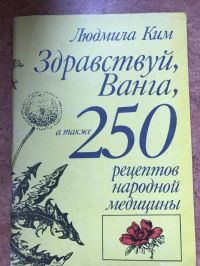 Людмила Ким
Здравствуй,
Ванга,
а также
250
рецептов
народной
медицины